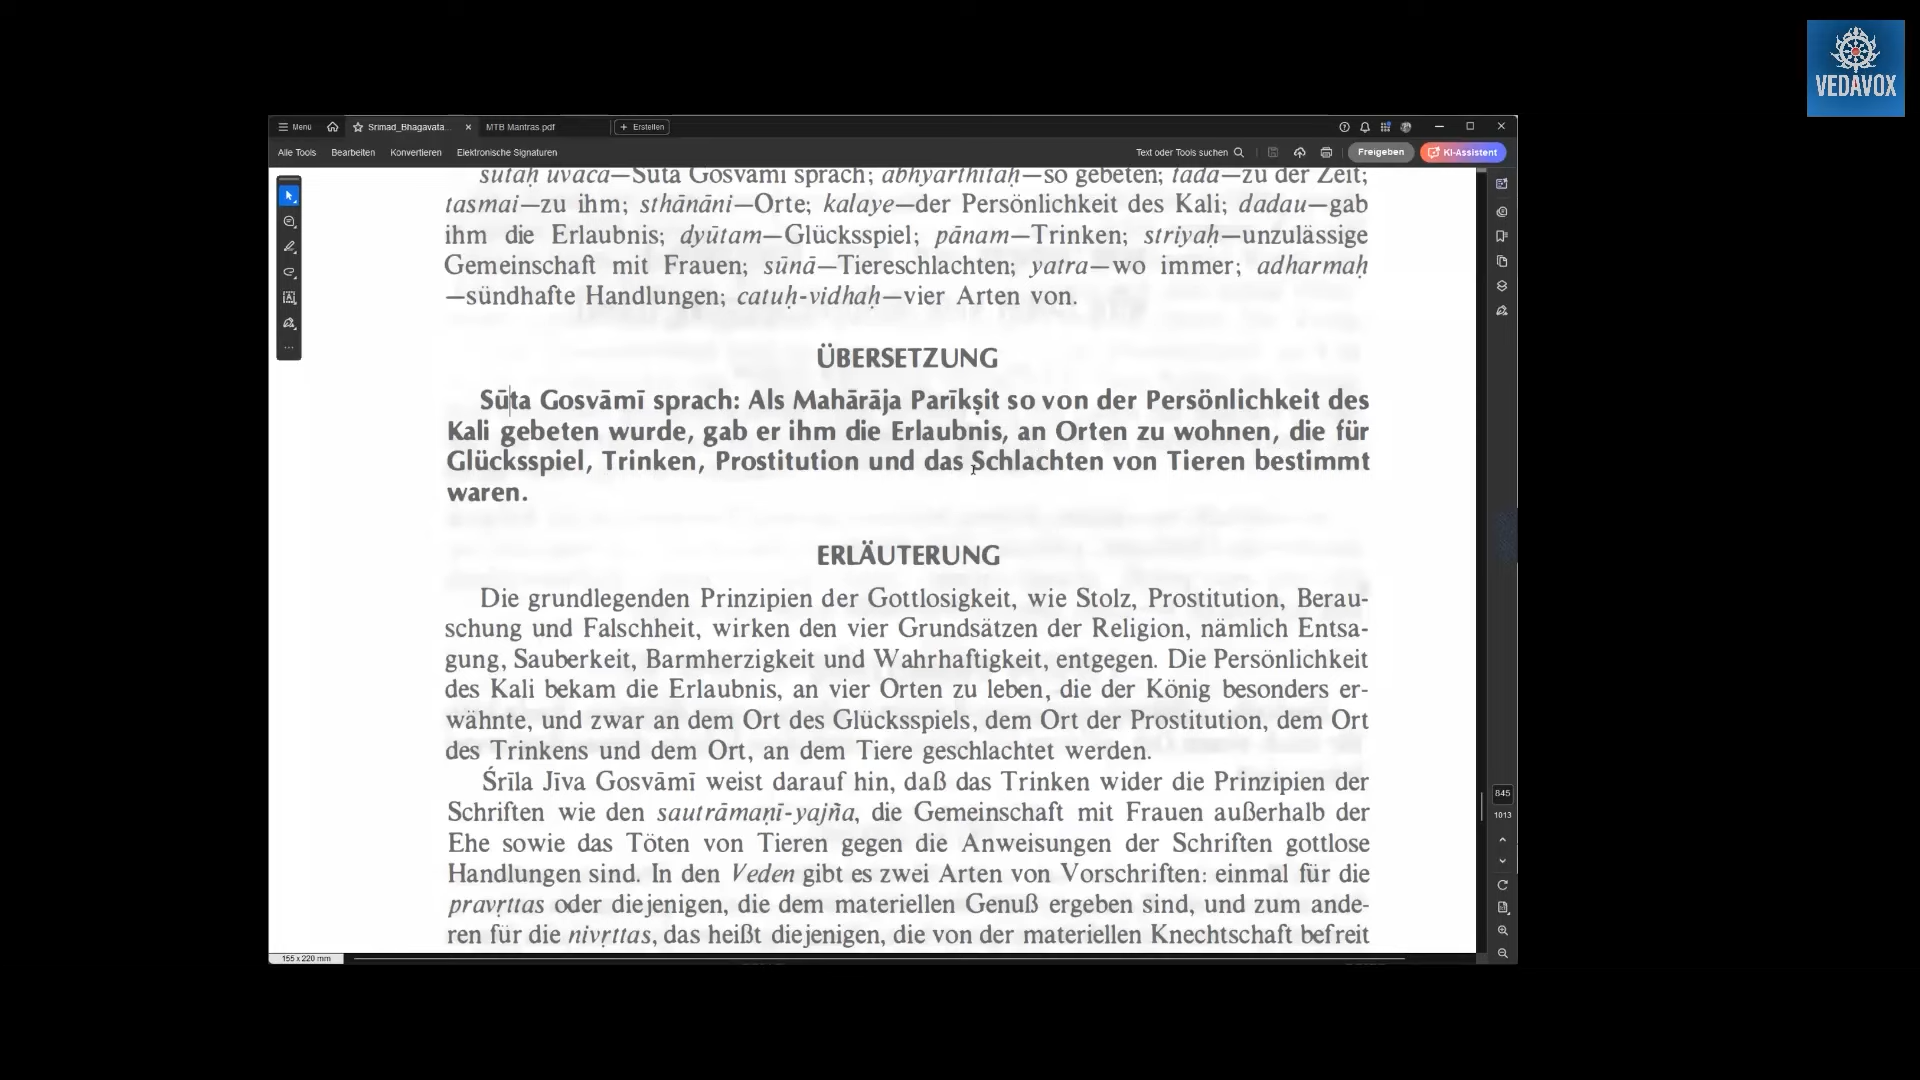 VEDAVOX
Menü Srimad_Bhagavata... MTB Mantras.pdf Erstellen
Alle Tools Bearbeiten Konvertieren Elektronische Signaturen Text oder Tools suchen Freigeben KI-Assistent
sūtaḥ uvāca—Sūta Gosvāmī sprach; abhyarthitaḥ—so gebeten; tadā—zu der Zeit;
tasmai—zu ihm; sthānāni—Orte; kalaye—der Persönlichkeit des Kali; dadau—gab
ihm die Erlaubnis; dyūtam—Glücksspiel; pānam—Trinken; striyaḥ—unzulässige
Gemeinschaft mit Frauen; sūnā—Tiereschlachten; yatra—wo immer; adharmaḥ
—sündhafte Handlungen; catuḥ-vidhaḥ—vier Arten von.
ÜBERSETZUNG
Sūta Gosvāmī sprach: Als Mahārāja Parīkṣit so von der Persönlichkeit des
Kali gebeten wurde, gab er ihm die Erlaubnis, an Orten zu wohnen, die für
Glücksspiel, Trinken, Prostitution und das Schlachten von Tieren bestimmt
waren.
ERLÄUTERUNG
Die grundlegenden Prinzipien der Gottlosigkeit, wie Stolz, Prostitution, Berau-
schung und Falschheit, wirken den vier Grundsätzen der Religion, nämlich Entsa-
gung, Sauberkeit, Barmherzigkeit und Wahrhaftigkeit, entgegen. Die Persönlichkeit
des Kali bekam die Erlaubnis, an vier Orten zu leben, die der König besonders er-
wähnte, und zwar an dem Ort des Glücksspiels, dem Ort der Prostitution, dem Ort
des Trinkens und dem Ort, an dem Tiere geschlachtet werden.
Śrīla Jīva Gosvāmī weist darauf hin, daß das Trinken wider die Prinzipien der
Schriften wie den sautrāmaṇī-yajña, die Gemeinschaft mit Frauen außerhalb der
Ehe sowie das Töten von Tieren gegen die Anweisungen der Schriften gottlose
Handlungen sind. In den Veden gibt es zwei Arten von Vorschriften: einmal für die
pravṛttas oder diejenigen, die dem materiellen Genuß ergeben sind, und zum ande-
ren für die nivṛttas, das heißt diejenigen, die von der materiellen Knechtschaft befreit
845
1013
155 x 220 mm